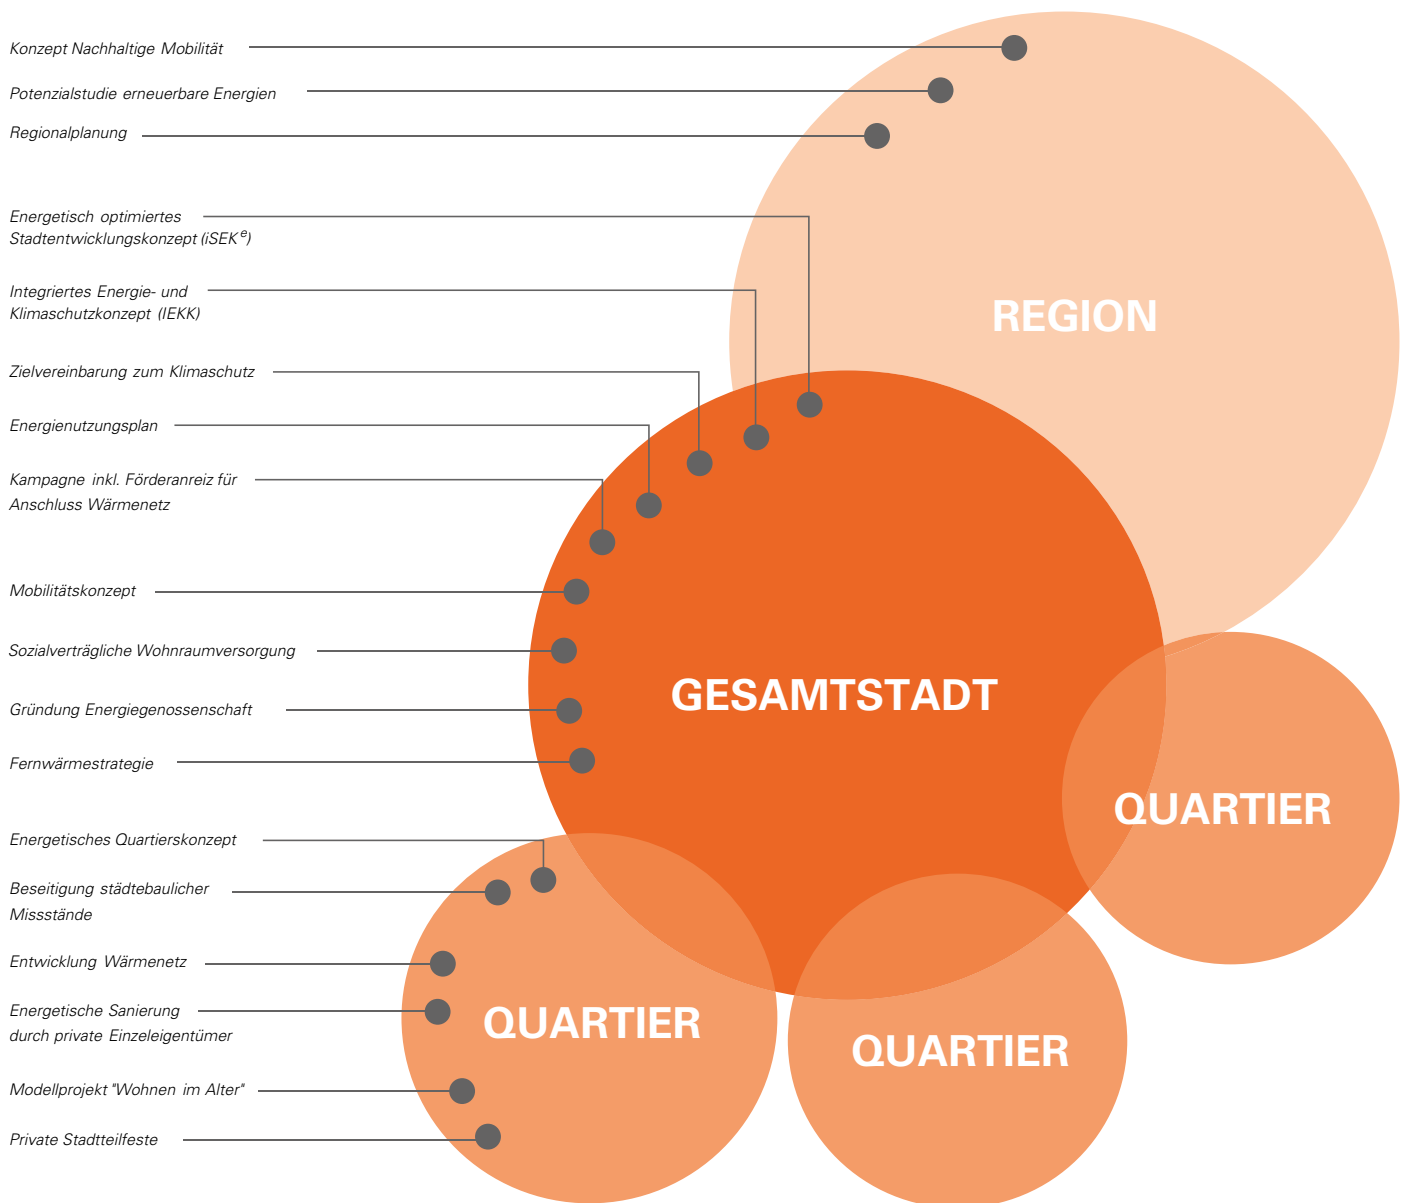 Konzept Nachhaltige Mobilität
Potenzialstudie erneuerbare Energien
Regionalplanung
Energetisch optimiertes
Stadtentwicklungskonzept (iSEKᵉ)
Integriertes Energie- und
Klimaschutzkonzept (IEKK)
Zielvereinbarung zum Klimaschutz
Energienutzungsplan
Kampagne inkl. Förderanreiz für
Anschluss Wärmenetz
Mobilitätskonzept
Sozialverträgliche Wohnraumversorgung
Gründung Energiegenossenschaft
Fernwärmestrategie
Energetisches Quartierskonzept
Beseitigung städtebaulicher
Missstände
Entwicklung Wärmenetz
Energetische Sanierung
durch private Einzeleigentümer
Modellprojekt "Wohnen im Alter"
Private Stadtteilfeste
REGION
GESAMTSTADT
QUARTIER
QUARTIER
QUARTIER